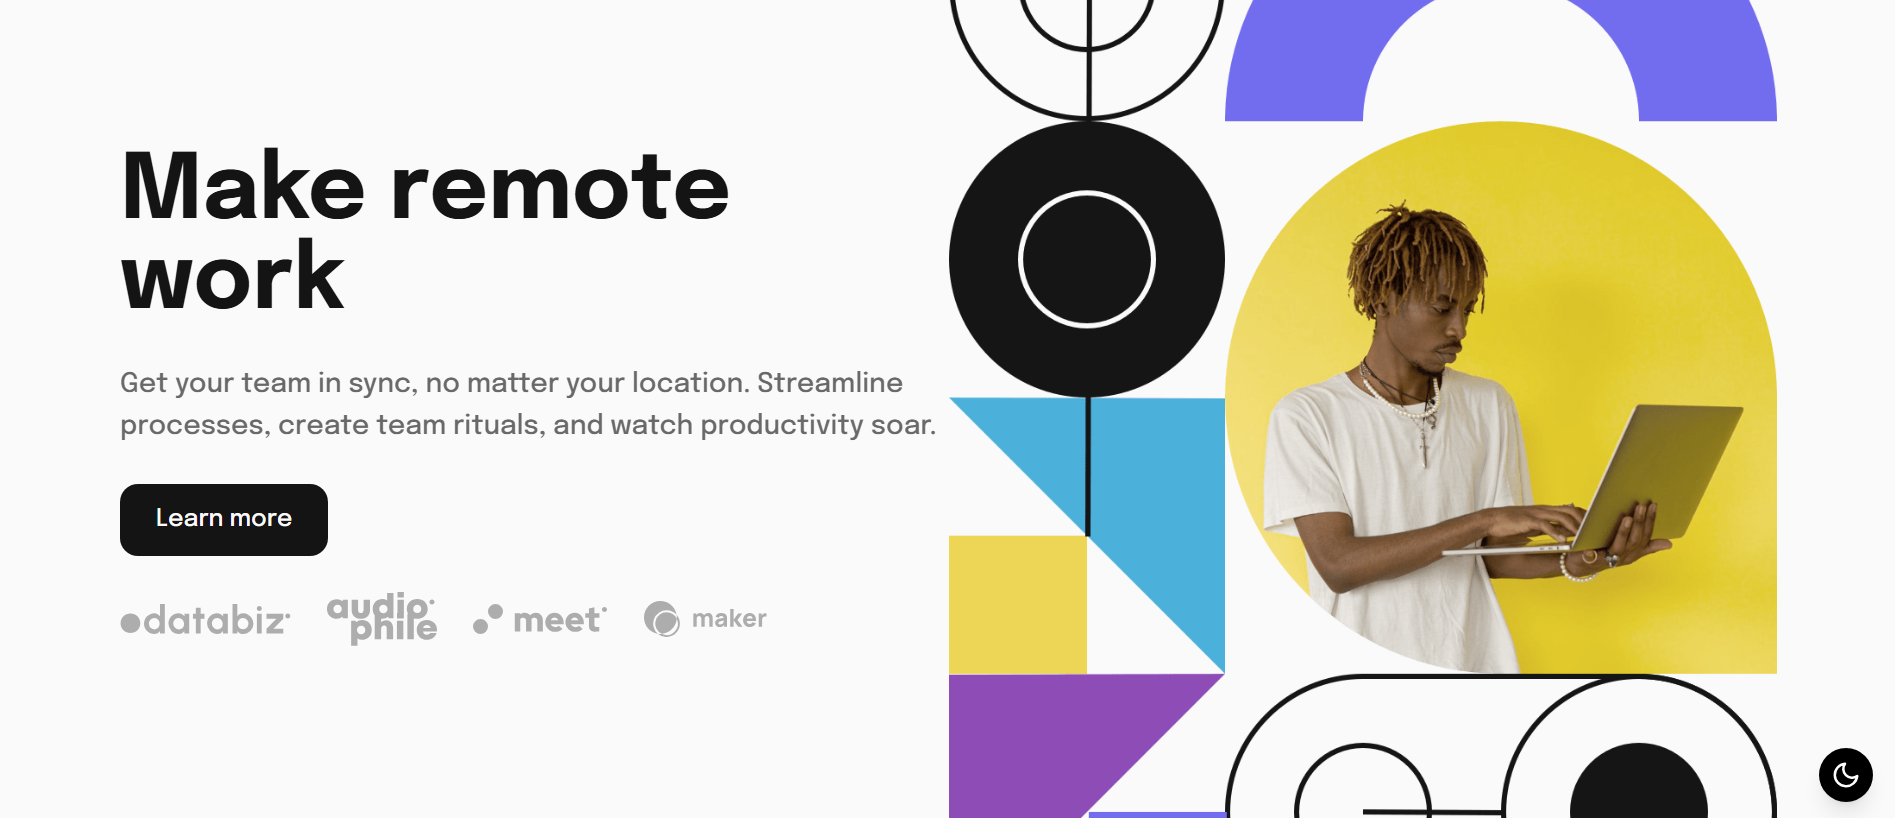 Make remote
work
Get your team in sync, no matter your location. Streamline
processes, create team rituals, and watch productivity soar.
Learn more
databiz
audio
phile
meet
maker